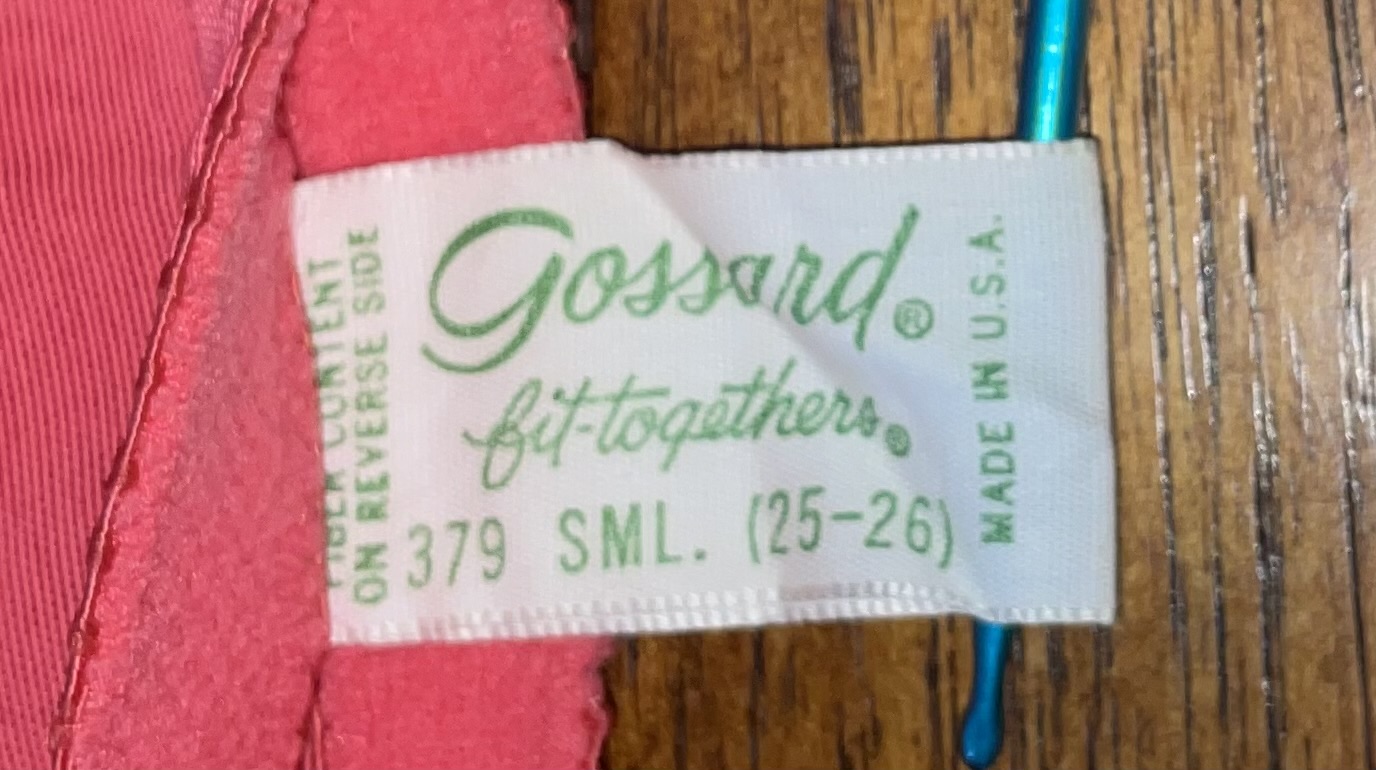 FIBER CONTENT
ON REVERSE SIDE
Gossard®
fit-togethers®
379 SML. (25-26)
MADE IN U.S.A.